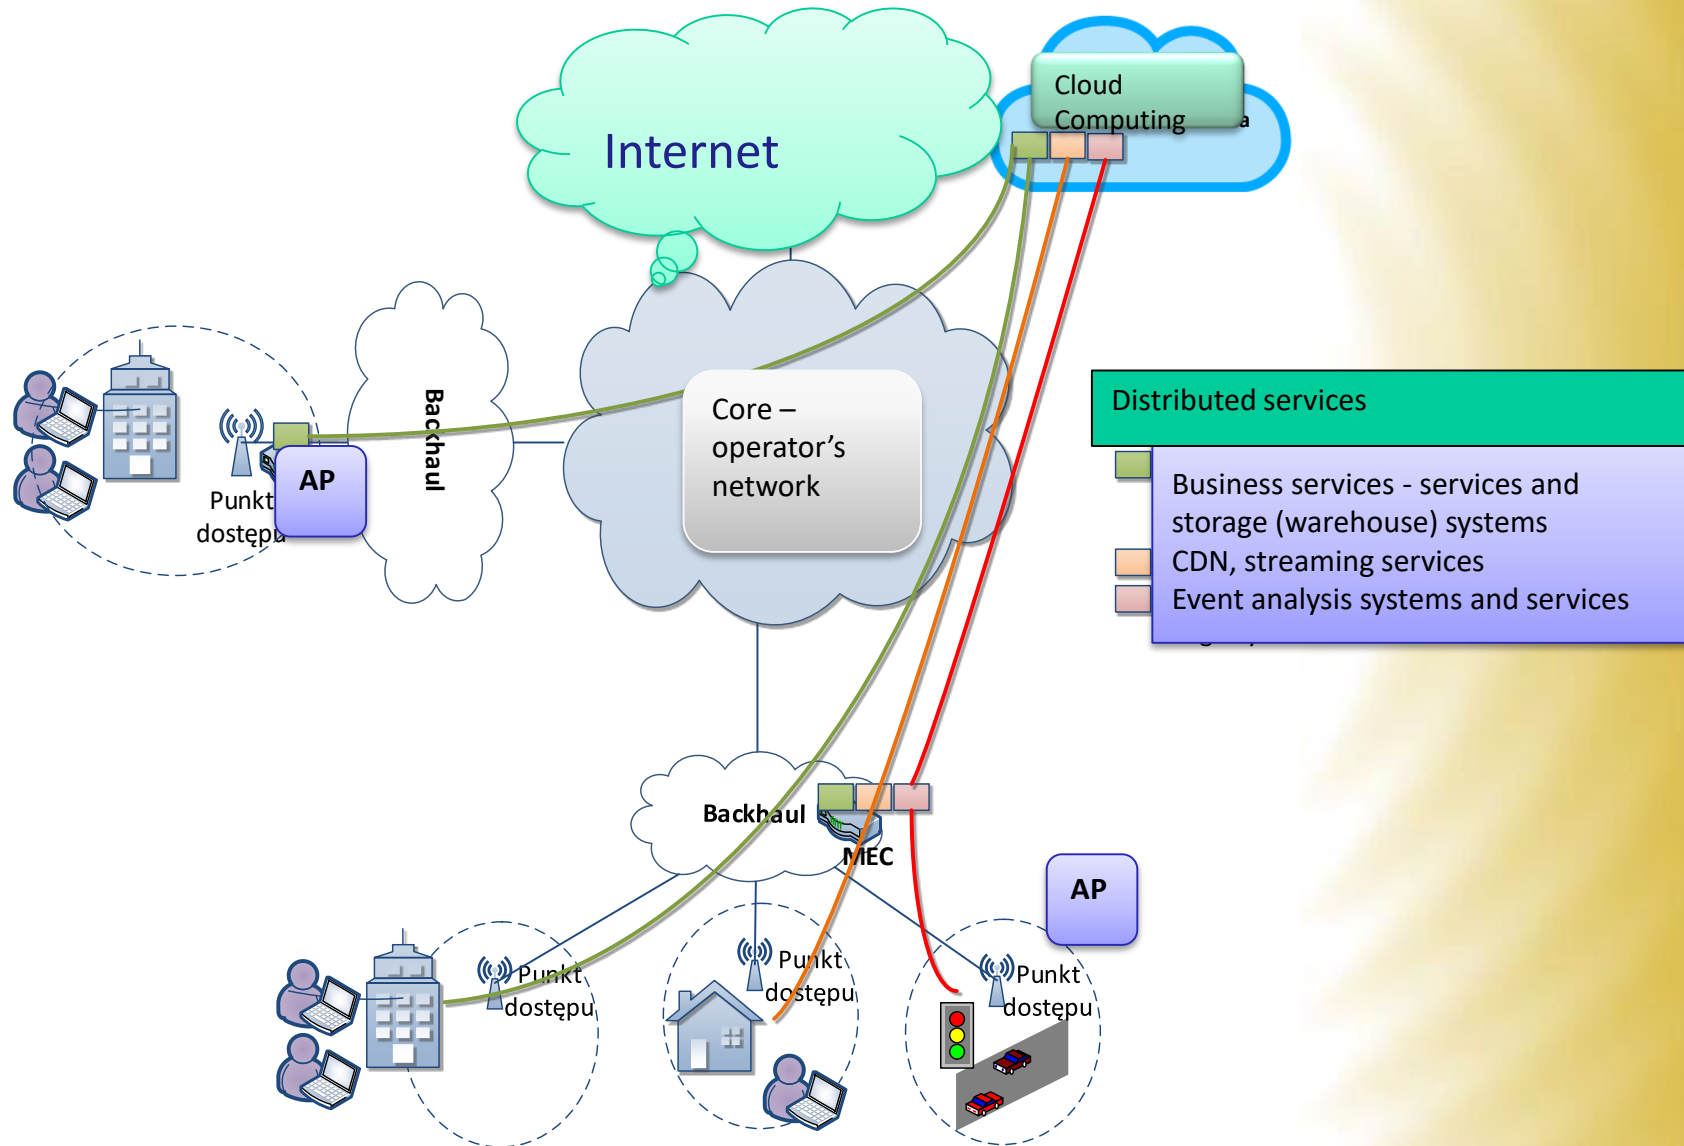 Cloud
Computing
a
Internet
Backhaul
Core –
operator's
network
Distributed services
AP
Punkt
dostępu
Business services - services and
storage (warehouse) systems
CDN, streaming services
Event analysis systems and services
Backhaul
MEC
AP
Punkt
dostępu
Punkt
dostępu
Punkt
dostępu